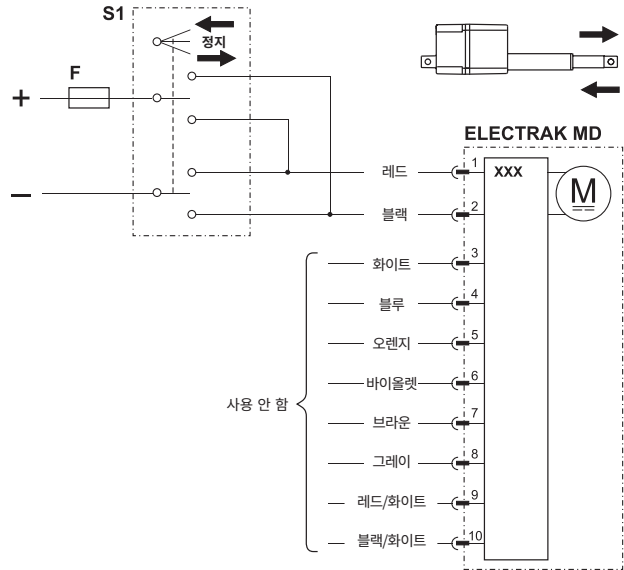 S1
정지
F
+
–
ELECTRAK MD
XXX
M
레드 1
블랙 2
화이트 3
블루 4
오렌지 5
사용 안 함
바이올렛 6
브라운 7
그레이 8
레드/화이트 9
블랙/화이트 10